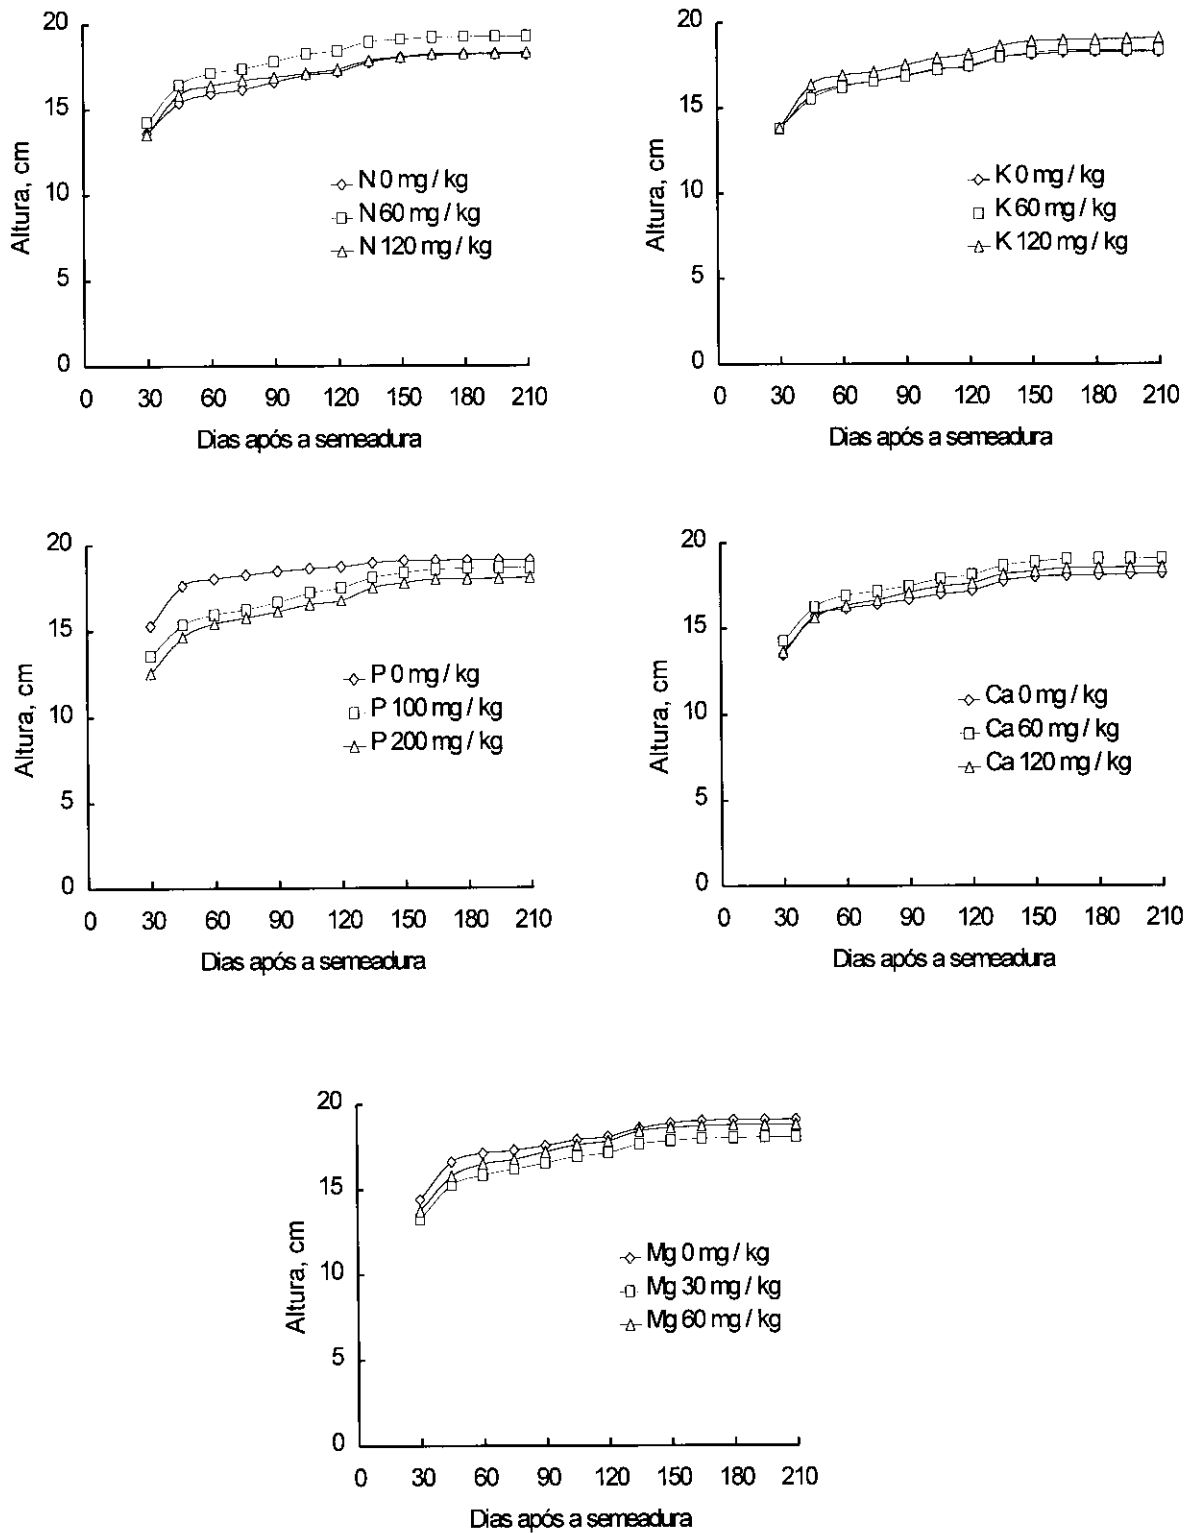 20
15
10
5
0
Altura, cm
N 0 mg / kg
N 60 mg / kg
N 120 mg / kg
0 30 60 90 120 150 180 210
Dias após a semeadura
20
15
10
5
0
Altura, cm
K 0 mg / kg
K 60 mg / kg
K 120 mg / kg
0 30 60 90 120 150 180 210
Dias após a semeadura
20
15
10
5
0
Altura, cm
P 0 mg / kg
P 100 mg / kg
P 200 mg / kg
0 30 60 90 120 150 180 210
Dias após a semeadura
20
15
10
5
0
Altura, cm
Ca 0 mg / kg
Ca 60 mg / kg
Ca 120 mg / kg
0 30 60 90 120 150 180 210
Dias após a semeadura
20
15
10
5
0
Altura, cm
Mg 0 mg / kg
Mg 30 mg / kg
Mg 60 mg / kg
0 30 60 90 120 150 180 210
Dias após a semeadura